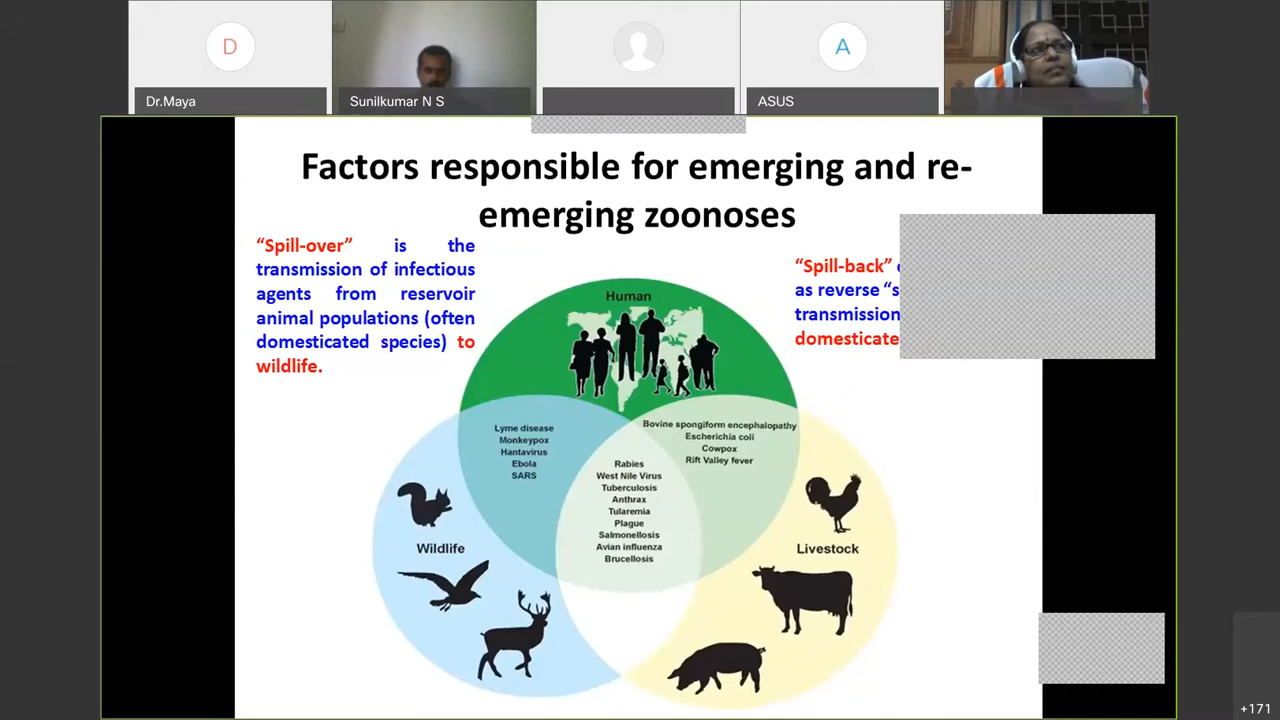 D
A
Dr.Maya
Sunilkumar N S
ASUS
Factors responsible for emerging and re-
emerging zoonoses
“Spill-over” is the
transmission of infectious
agents from reservoir
animal populations (often
domesticated species) to
wildlife.
“Spill-back”
as reverse
transmission
Human
Lyme disease
Monkeypox
Hantavirus
Ebola
SARS
Bovine spongiform encephalopathy
Escherichia coli
Cowpox
Rift Valley fever
Rabies
West Nile Virus
Tuberculosis
Anthrax
Tularemia
Plague
Salmonellosis
Avian influenza
Brucellosis
Wildlife
Livestock
+171